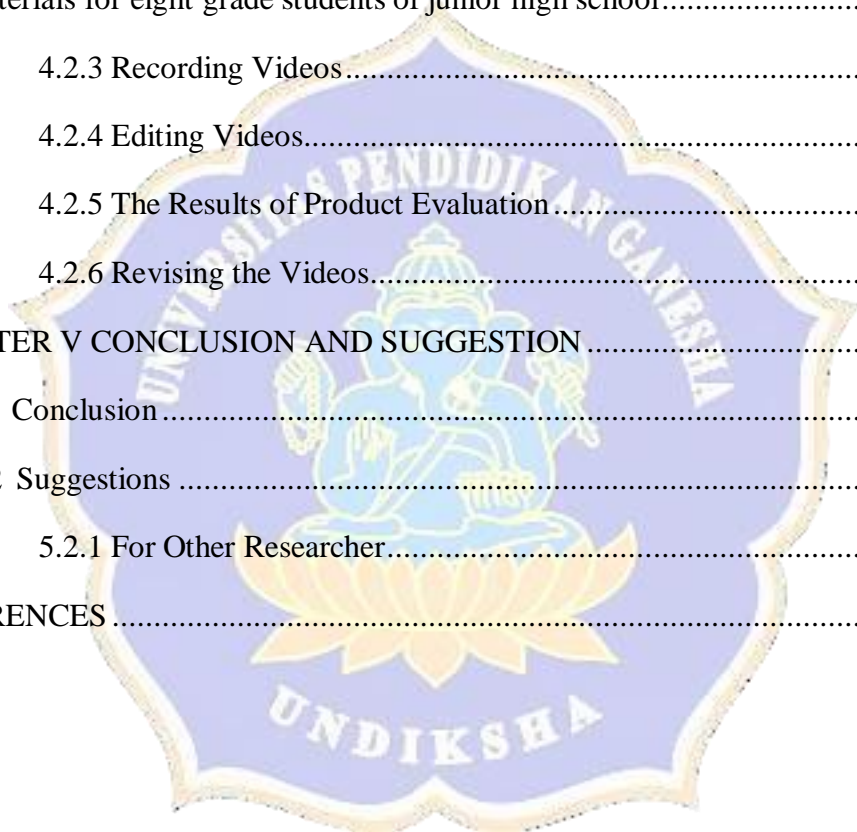 terials for eight grade students of junior high school................................
4.2.3 Recording Videos................................................................
4.2.4 Editing Videos................................................................
4.2.5 The Results of Product Evaluation................................................
4.2.6 Revising the Videos................................................................
TER V CONCLUSION AND SUGGESTION................................................
Conclusion................................................................
Suggestions................................................................
5.2.1 For Other Researcher................................................................
RENCES................................................................
UNIVERSITAS PENDIDIKAN GANESHA
UNDIKSHA